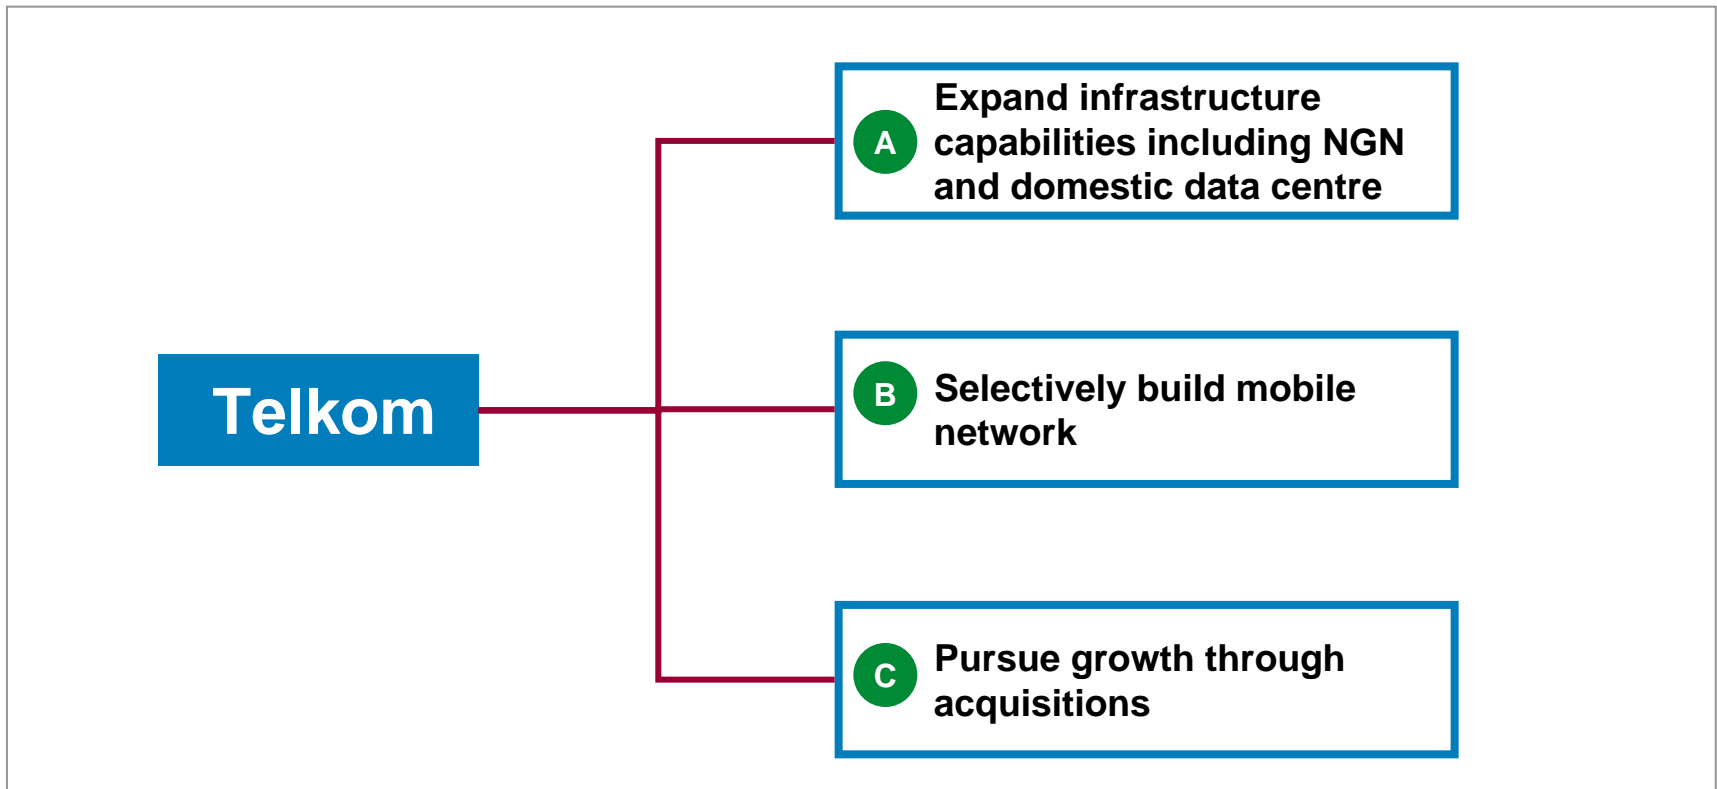 Telkom
A
Expand infrastructure
capabilities including NGN
and domestic data centre
B
Selectively build mobile
network
C
Pursue growth through
acquisitions